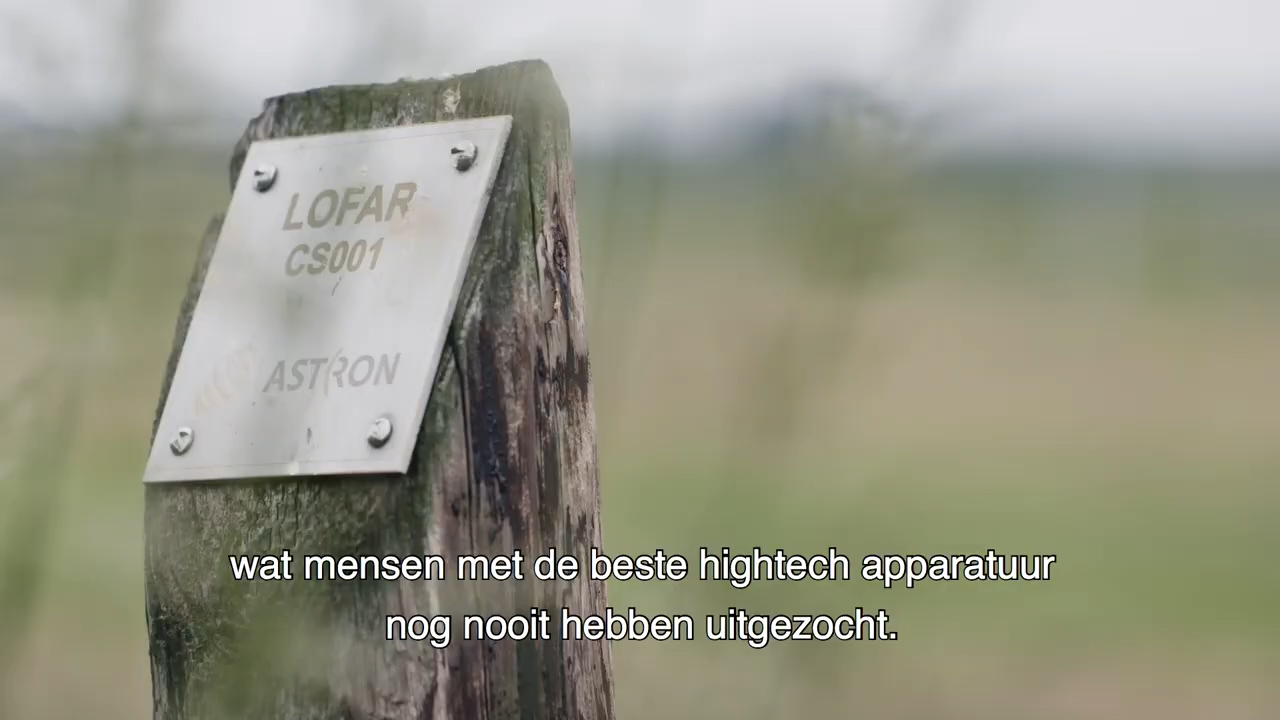 LOFAR
CS001
ASTRON
wat mensen met de beste hightech apparatuur
nog nooit hebben uitgezocht.